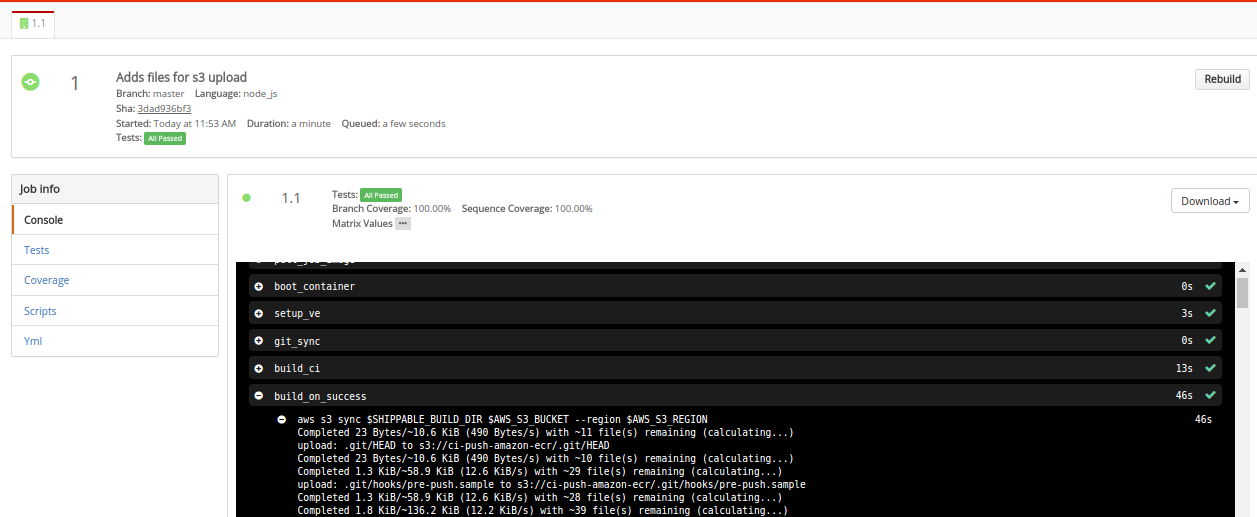 1.1
1
Adds files for s3 upload
Rebuild
Branch: master Language: node_js
Sha: 3dad936bf3
Started: Today at 11:53 AM Duration: a minute Queued: a few seconds
Tests: All Passed
Job info
Console
Tests
Coverage
Scripts
Yml
1.1
Tests: All Passed
Branch Coverage: 100.00% Sequence Coverage: 100.00%
Matrix Values
Download
boot_container 0s
setup_ve 3s
git_sync 0s
build_ci 13s
build_on_success 46s
aws s3 sync $SHIPPABLE_BUILD_DIR $AWS_S3_BUCKET --region $AWS_S3_REGION 46s
Completed 23 Bytes/~10.6 KiB (490 Bytes/s) with ~11 file(s) remaining (calculating...)
upload: .git/HEAD to s3://ci-push-amazon-ecr/.git/HEAD
Completed 23 Bytes/~10.6 KiB (490 Bytes/s) with ~10 file(s) remaining (calculating...)
Completed 1.3 KiB/~58.9 KiB (12.6 KiB/s) with ~29 file(s) remaining (calculating...)
upload: .git/hooks/pre-push.sample to s3://ci-push-amazon-ecr/.git/hooks/pre-push.sample
Completed 1.3 KiB/~58.9 KiB (12.6 KiB/s) with ~28 file(s) remaining (calculating...)
Completed 1.8 KiB/~136.2 KiB (12.2 KiB/s) with ~39 file(s) remaining (calculating...)